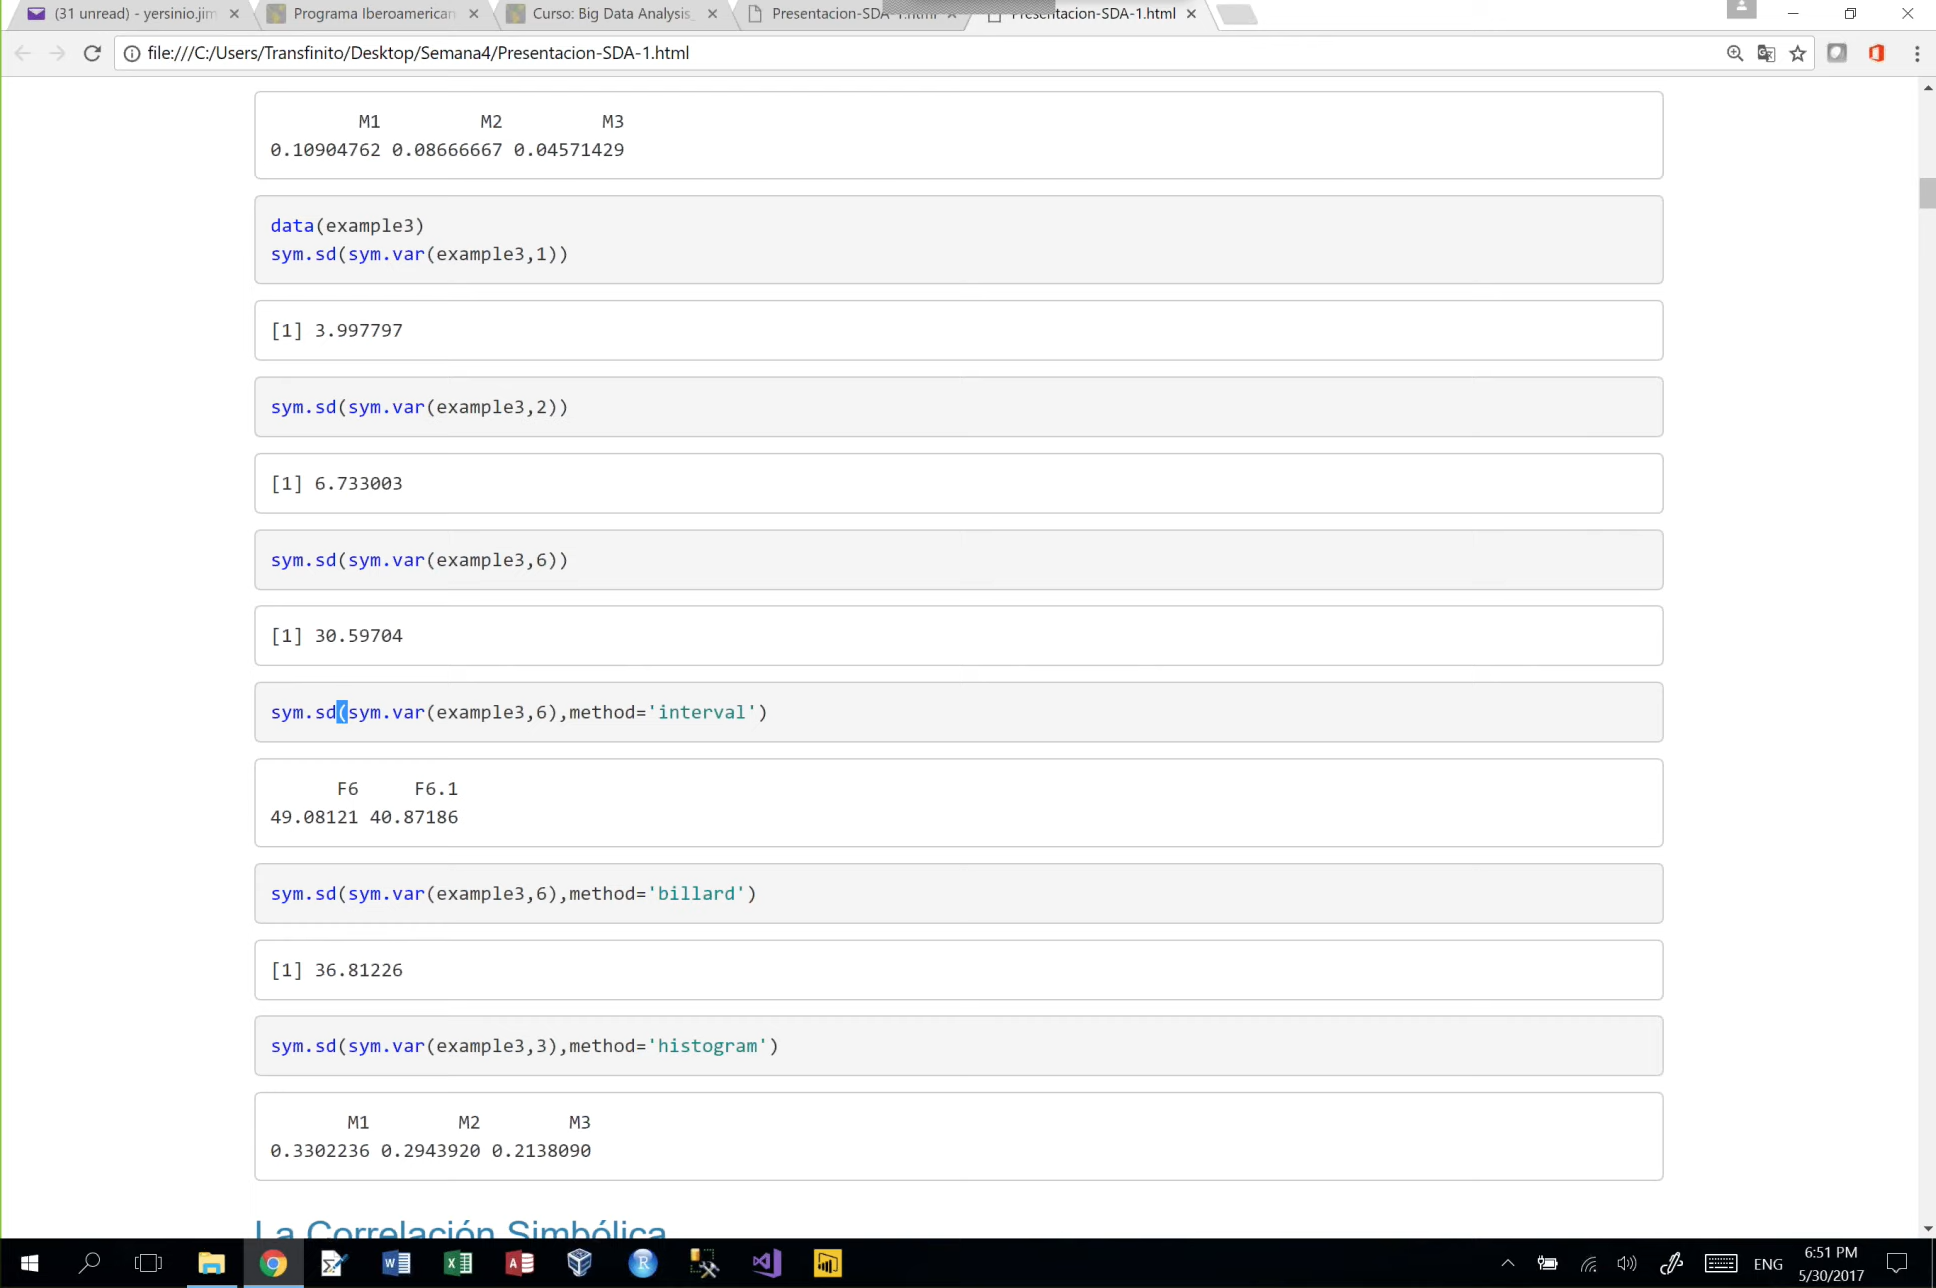 (31 unread) - yersinio.jim
Programa Iberoamerican
Curso: Big Data Analysis
Presentacion-SDA-1.html
Presentacion-SDA-1.html
file:///C:/Users/Transfinito/Desktop/Semana4/Presentacion-SDA-1.html
M1 M2 M3
0.10904762 0.08666667 0.04571429
data(example3)
sym.sd(sym.var(example3,1))
[1] 3.997797
sym.sd(sym.var(example3,2))
[1] 6.733003
sym.sd(sym.var(example3,6))
[1] 30.59704
sym.sd(sym.var(example3,6),method='interval')
F6 F6.1
49.08121 40.87186
sym.sd(sym.var(example3,6),method='billard')
[1] 36.81226
sym.sd(sym.var(example3,3),method='histogram')
M1 M2 M3
0.3302236 0.2943920 0.2138090
La Correlación Simbólica
ENG
6:51 PM
5/30/2017